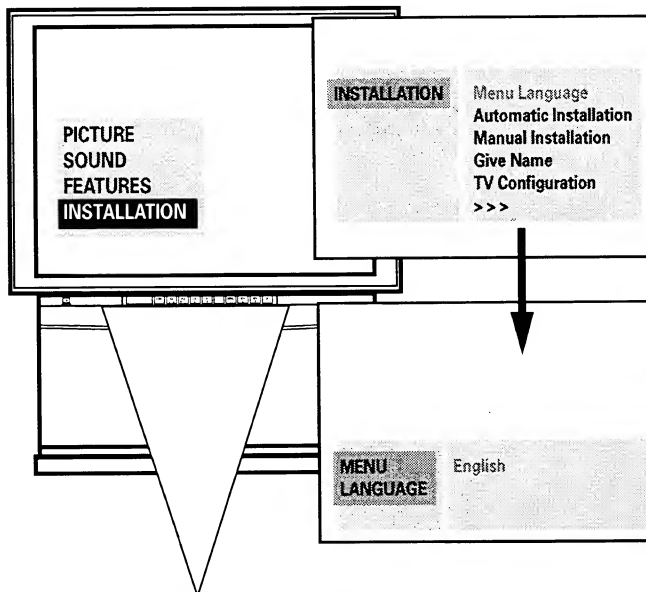 PICTURE
SOUND
FEATURES
INSTALLATION
INSTALLATION
Menu Language
Automatic Installation
Manual Installation
Give Name
TV Configuration
>>>
MENU
LANGUAGE
English